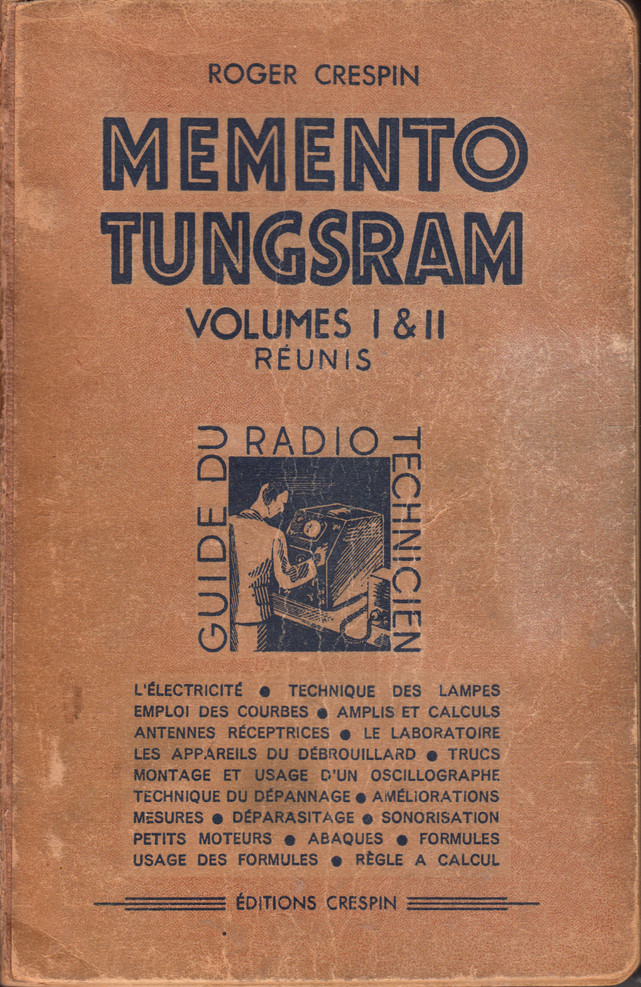 ROGER CRESPIN
MEMENTO
TUNGSRAM
VOLUMES I & II
RÉUNIS
GUIDE DU
RADIO
TECHNICIEN
L'ÉLECTRICITÉ ● TECHNIQUE DES LAMPES
EMPLOI DES COURBES ● AMPLIS ET CALCULS
ANTENNES RÉCEPTRICES ● LE LABORATOIRE
LES APPAREILS DU DÉBROUILLARD ● TRUCS
MONTAGE ET USAGE D'UN OSCILLOGRAPHE
TECHNIQUE DU DÉPANNAGE ● AMÉLIORATIONS
MESURES ● DÉPARASITAGE ● SONORISATION
PETITS MOTEURS ● ABAQUES ● FORMULES
USAGE DES FORMULES ● RÈGLE A CALCUL
ÉDITIONS CRESPIN